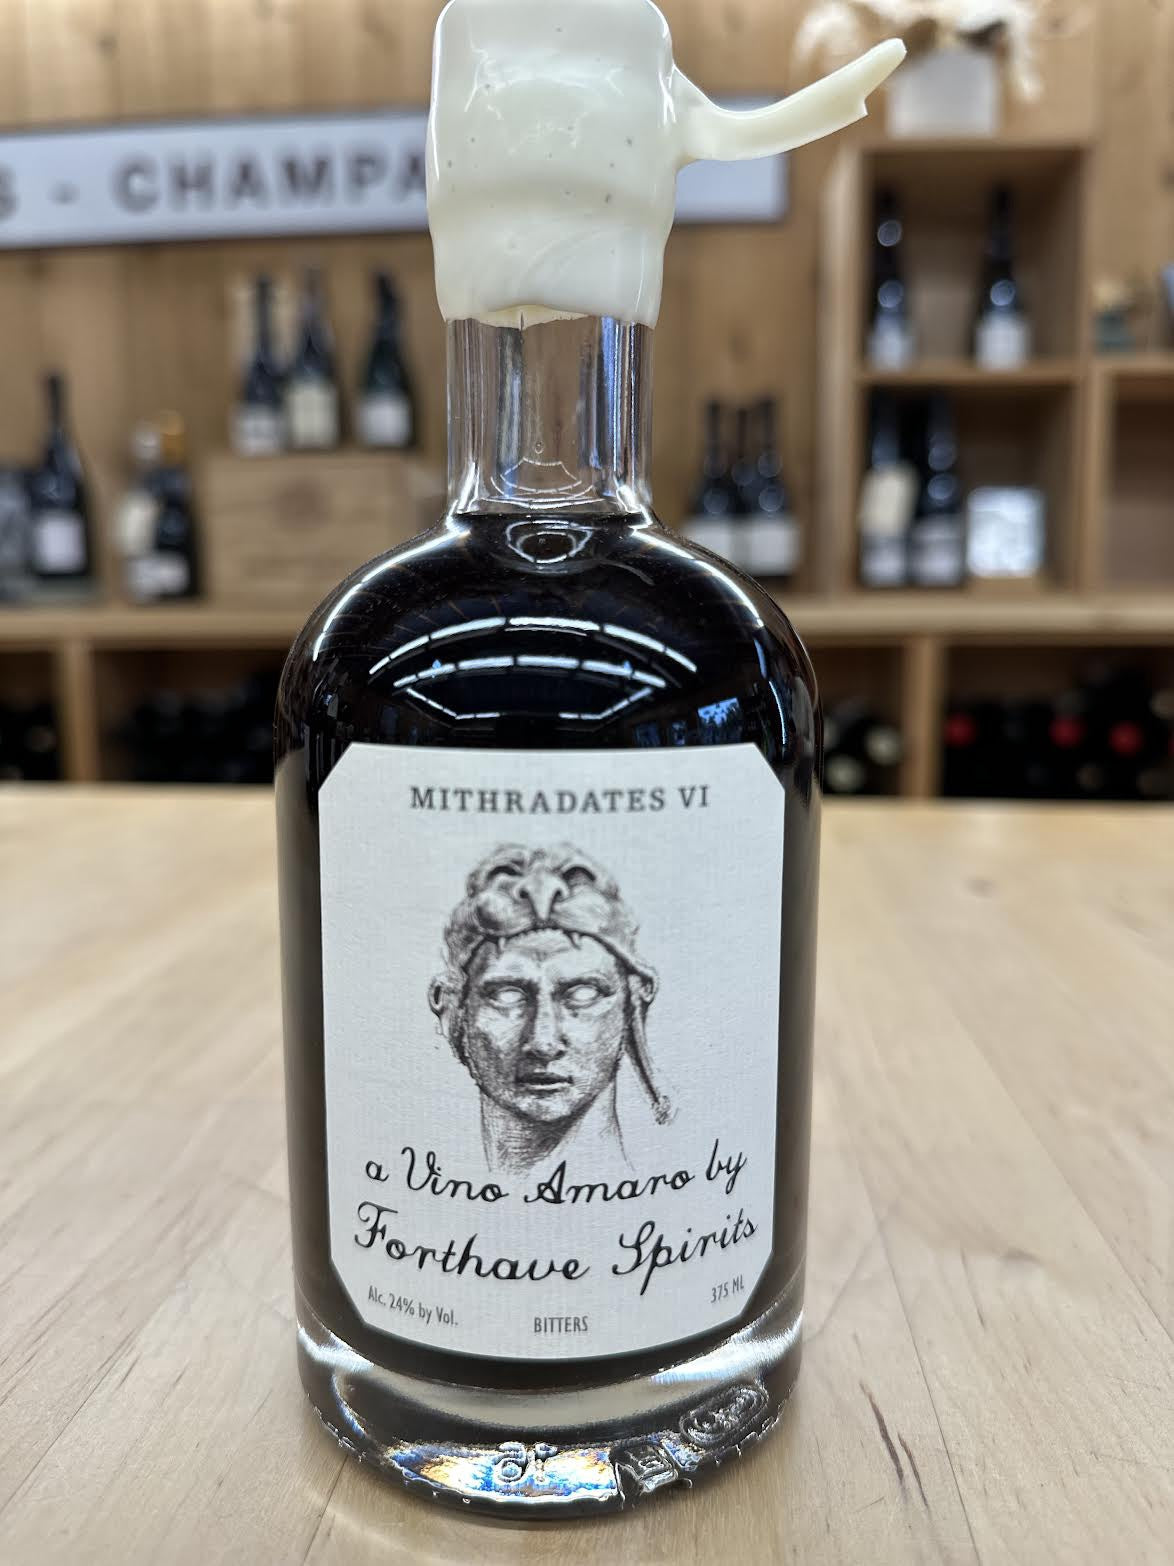 S - CHAMPA
MITHRADATES VI
a Vino Amaro by
Forthave Spirits
Alc. 24% by Vol.
BITTERS
375 ML